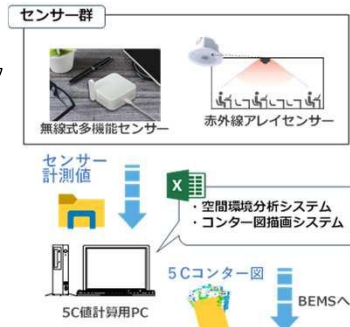 センサー群
無線式多機能センサー
赤外線アレイセンサー
センサー
計測値
X
・空間環境分析システム
・コンター図描画システム
5Cコンター図
5C値計算用PC
BEMSへ